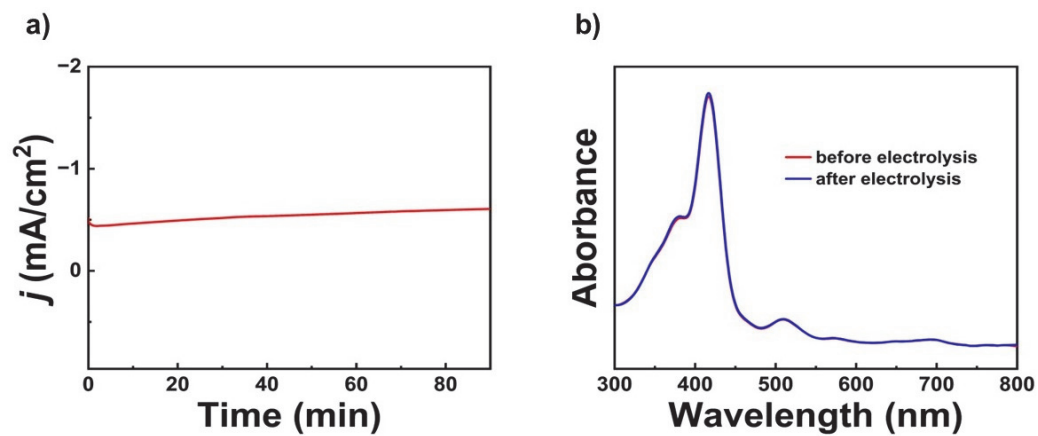 a)
−2
−1
0
j (mA/cm²)
0 20 40 60 80
Time (min)
b)
Aborbance
before electrolysis
after electrolysis
300 400 500 600 700 800
Wavelength (nm)